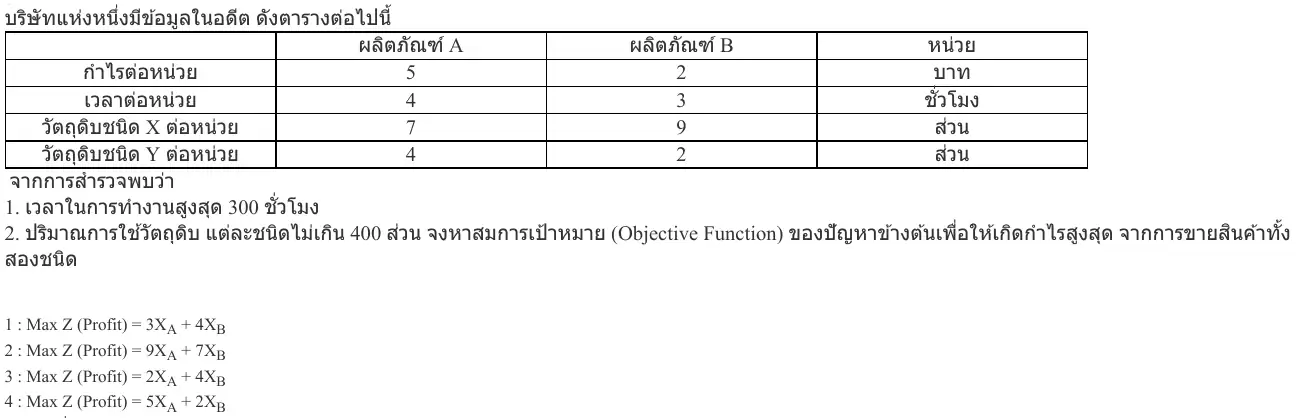 บริษัทแห่งหนึ่งมีข้อมูลในอดีต ดังตารางต่อไปนี้
ผลิตภัณฑ์ A ผลิตภัณฑ์ B หน่วย
กำไรต่อหน่วย 5 2 บาท
เวลาต่อหน่วย 4 3 ชั่วโมง
วัตถุดิบชนิด X ต่อหน่วย 7 9 ส่วน
วัตถุดิบชนิด Y ต่อหน่วย 4 2 ส่วน
จากการสำรวจพบว่า
1. เวลาในการทำงานสูงสุด 300 ชั่วโมง
2. ปริมาณการใช้วัตถุดิบ แต่ละชนิดไม่เกิน 400 ส่วน จงหาสมการเป้าหมาย (Objective Function) ของปัญหาข้างต้นเพื่อให้เกิดกำไรสูงสุด จากการขายสินค้าทั้ง
สองชนิด
1 : Max Z (Profit) = 3XA + 4XB
2 : Max Z (Profit) = 9XA + 7XB
3 : Max Z (Profit) = 2XA + 4XB
4 : Max Z (Profit) = 5XA + 2XB